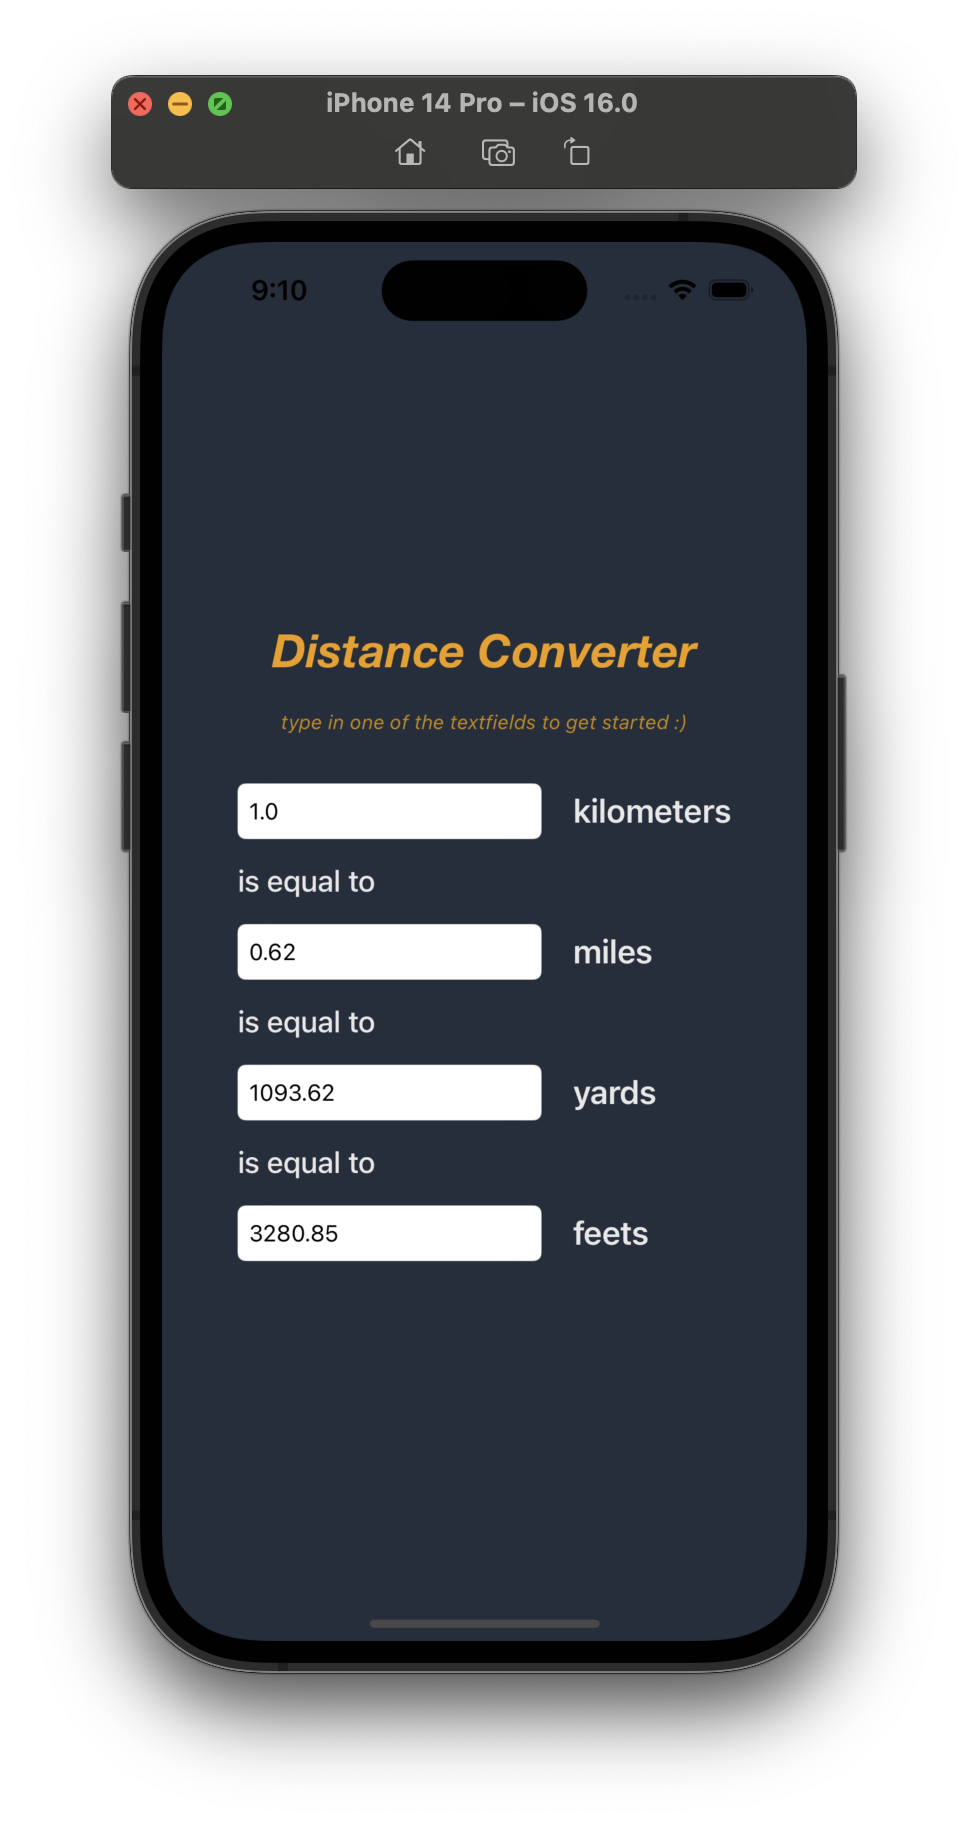 iPhone 14 Pro – iOS 16.0
9:10
Distance Converter
type in one of the textfields to get started :)
1.0 kilometers
is equal to
0.62 miles
is equal to
1093.62 yards
is equal to
3280.85 feets